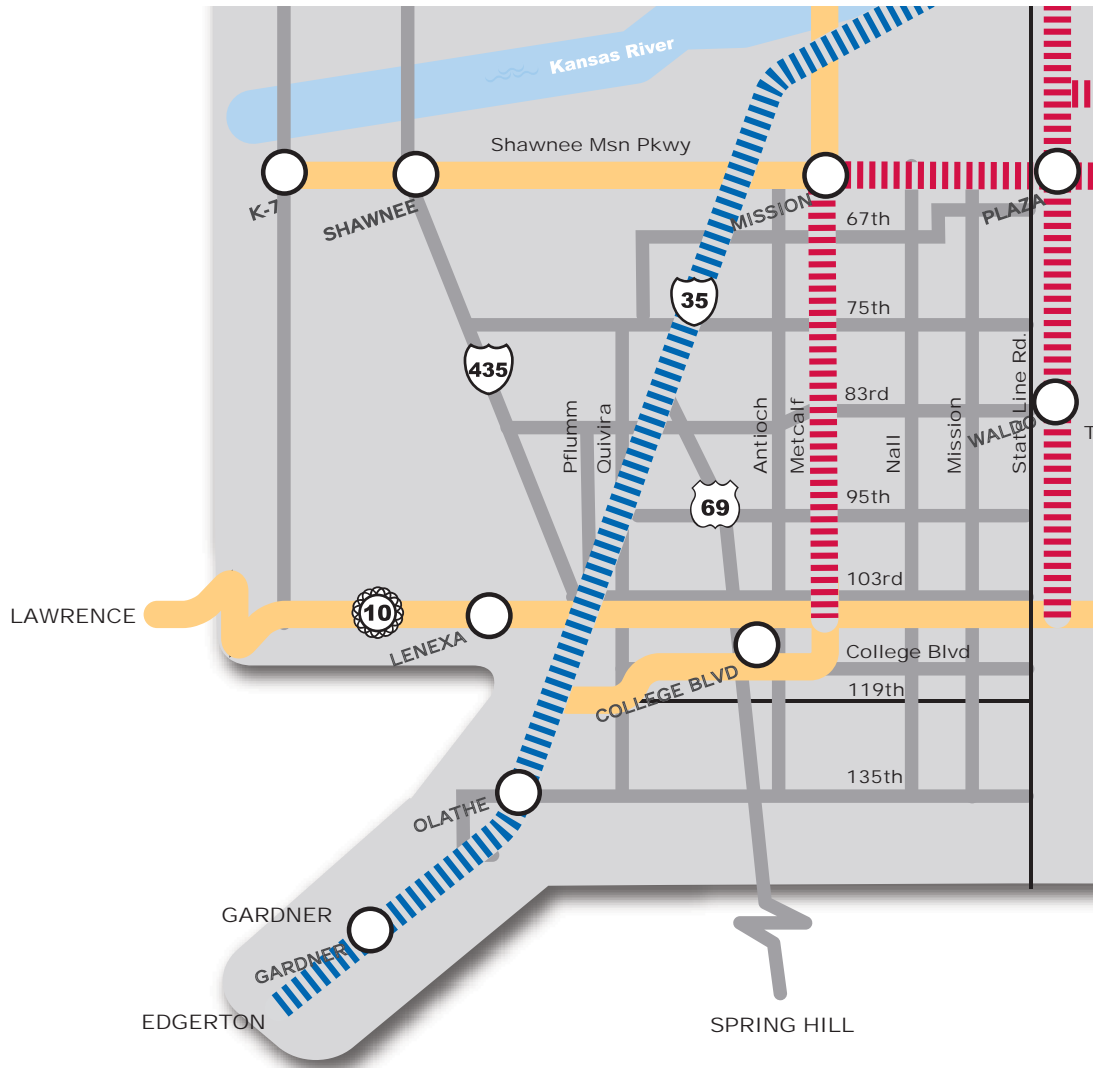 Kansas River
Shawnee Msn Pkwy
K-7
SHAWNEE
MISSION
PLAZA
67th
35
75th
435
83rd
Pflumm
Quivira
Antioch
Metcalf
Nall
Mission
State Line Rd.
WALDO
T
69
95th
103rd
LAWRENCE
10
LENEXA
College Blvd
COLLEGE BLVD
119th
135th
OLATHE
GARDNER
GARDNER
EDGERTON
SPRING HILL